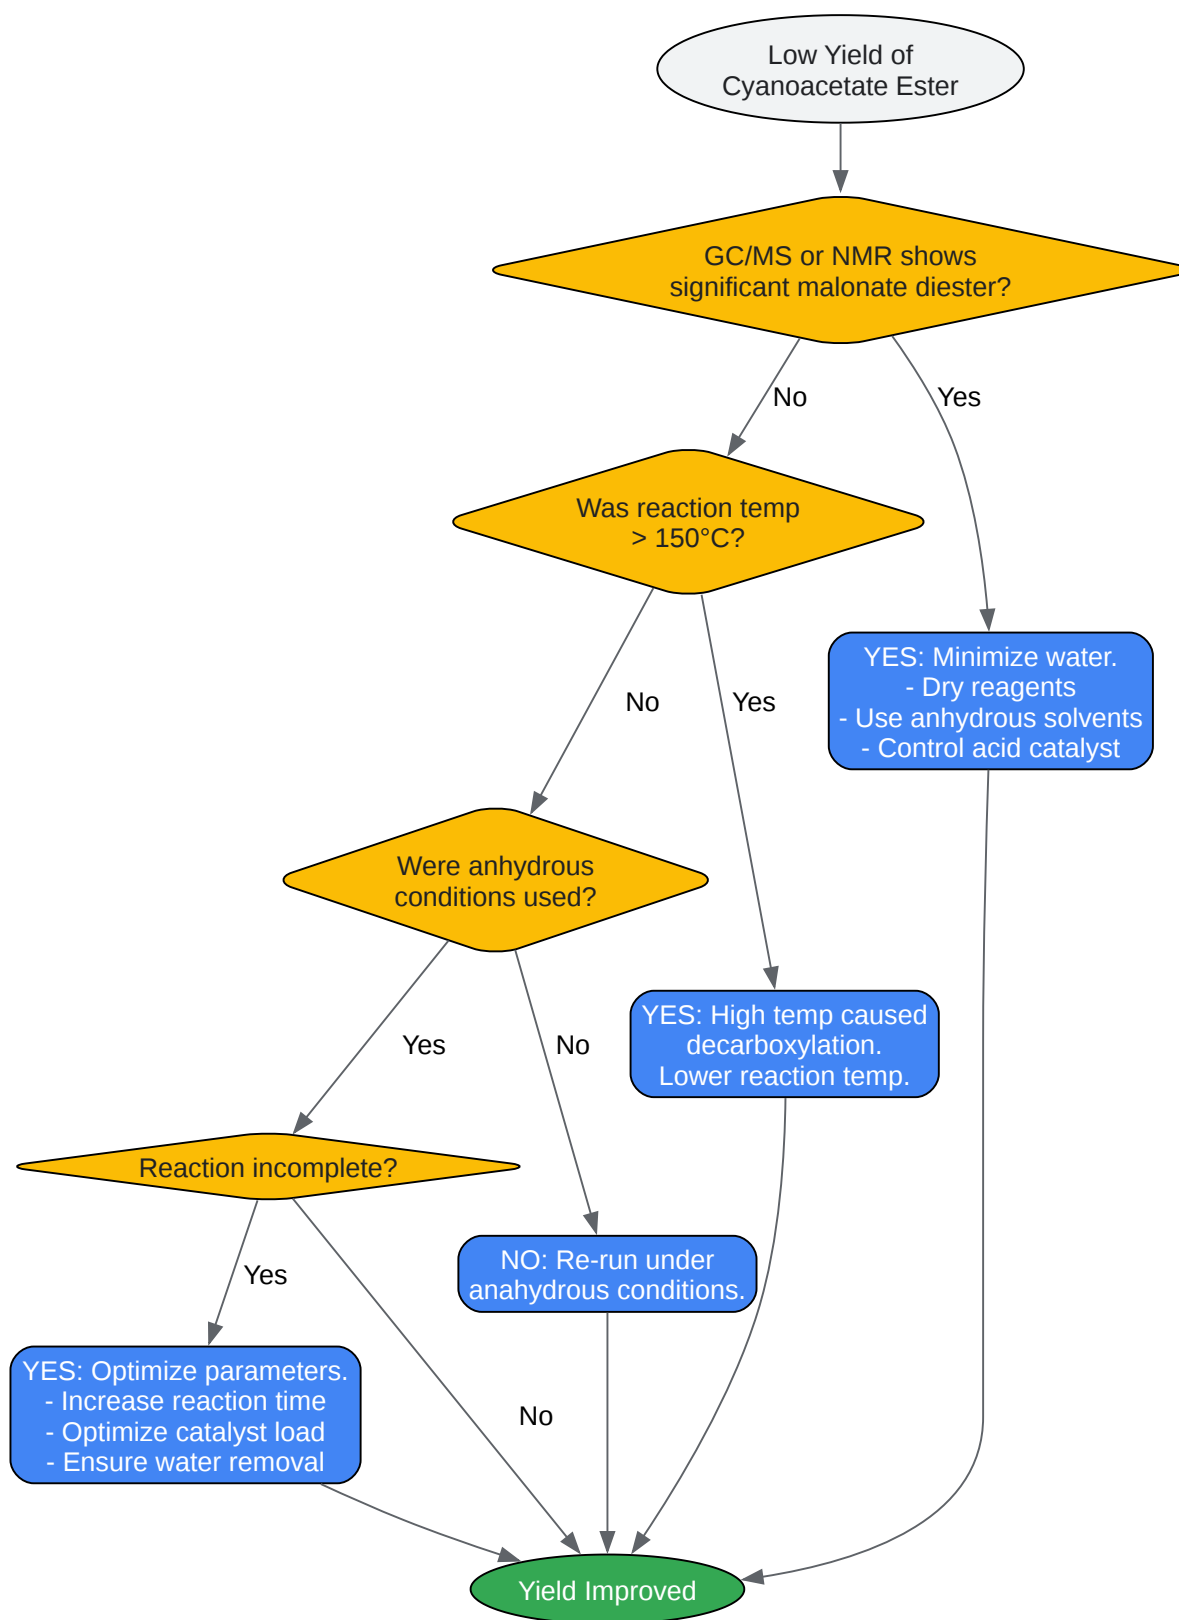 Low Yield of
Cyanoacetate Ester
GC/MS or NMR shows
significant malonate diester?
No
Yes
Was reaction temp
> 150°C?
No
Yes
YES: Minimize water.
- Dry reagents
- Use anhydrous solvents
- Control acid catalyst
Were anhydrous
conditions used?
Yes
No
YES: High temp caused
decarboxylation.
Lower reaction temp.
Reaction incomplete?
Yes
No
NO: Re-run under
anahydrous conditions.
YES: Optimize parameters.
- Increase reaction time
- Optimize catalyst load
- Ensure water removal
Yield Improved